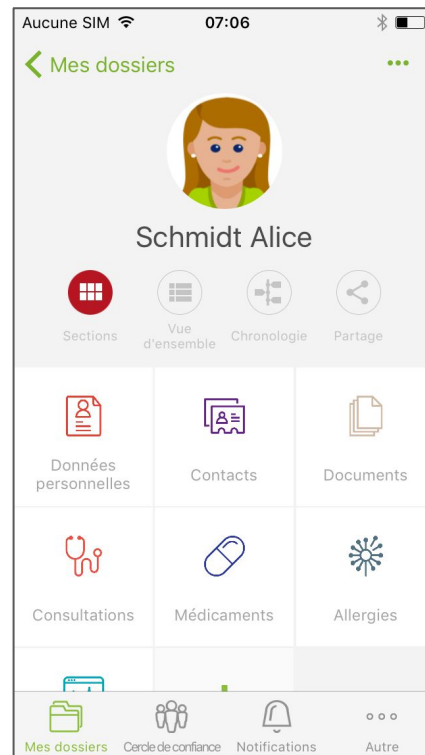 Aucune SIM 07:06
Mes dossiers
Schmidt Alice
Sections Vue d'ensemble Chronologie Partage
Données personnelles
Contacts
Documents
Consultations
Médicaments
Allergies
Mes dossiers Cercle de confiance Notifications Autre